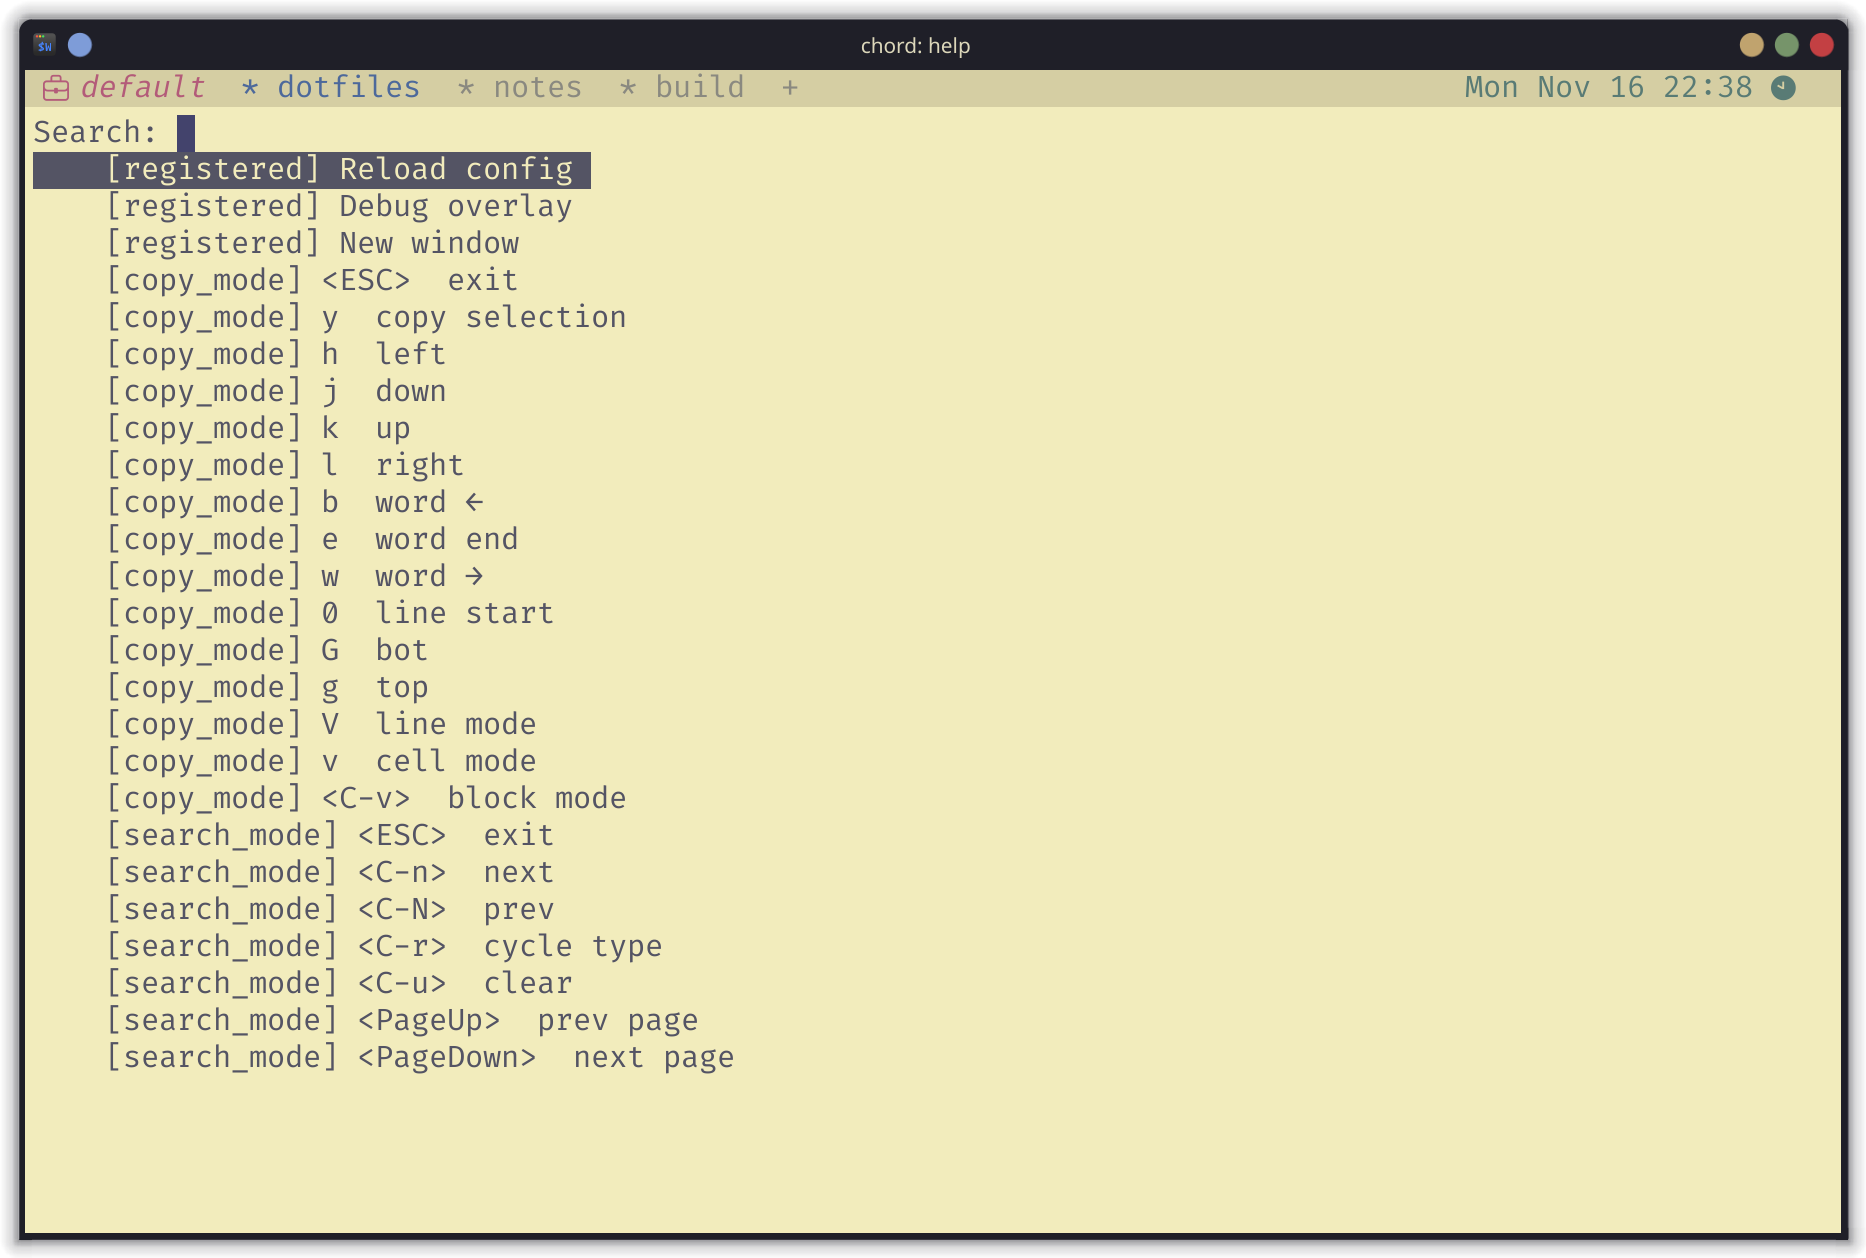 $W
chord: help
default * dotfiles * notes * build + Mon Nov 16 22:38
Search:
[registered] Reload config
[registered] Debug overlay
[registered] New window
[copy_mode] <ESC>  exit
[copy_mode] y  copy selection
[copy_mode] h  left
[copy_mode] j  down
[copy_mode] k  up
[copy_mode] l  right
[copy_mode] b  word ←
[copy_mode] e  word end
[copy_mode] w  word →
[copy_mode] 0  line start
[copy_mode] G  bot
[copy_mode] g  top
[copy_mode] V  line mode
[copy_mode] v  cell mode
[copy_mode] <C-v>  block mode
[search_mode] <ESC>  exit
[search_mode] <C-n>  next
[search_mode] <C-N>  prev
[search_mode] <C-r>  cycle type
[search_mode] <C-u>  clear
[search_mode] <PageUp>  prev page
[search_mode] <PageDown>  next page